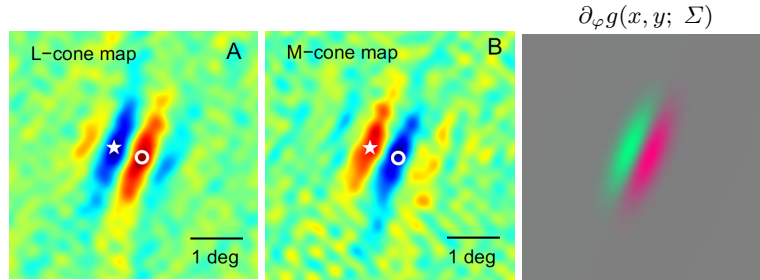 ∂φg(x, y; Σ)
L−cone map A
M−cone map B
1 deg
1 deg